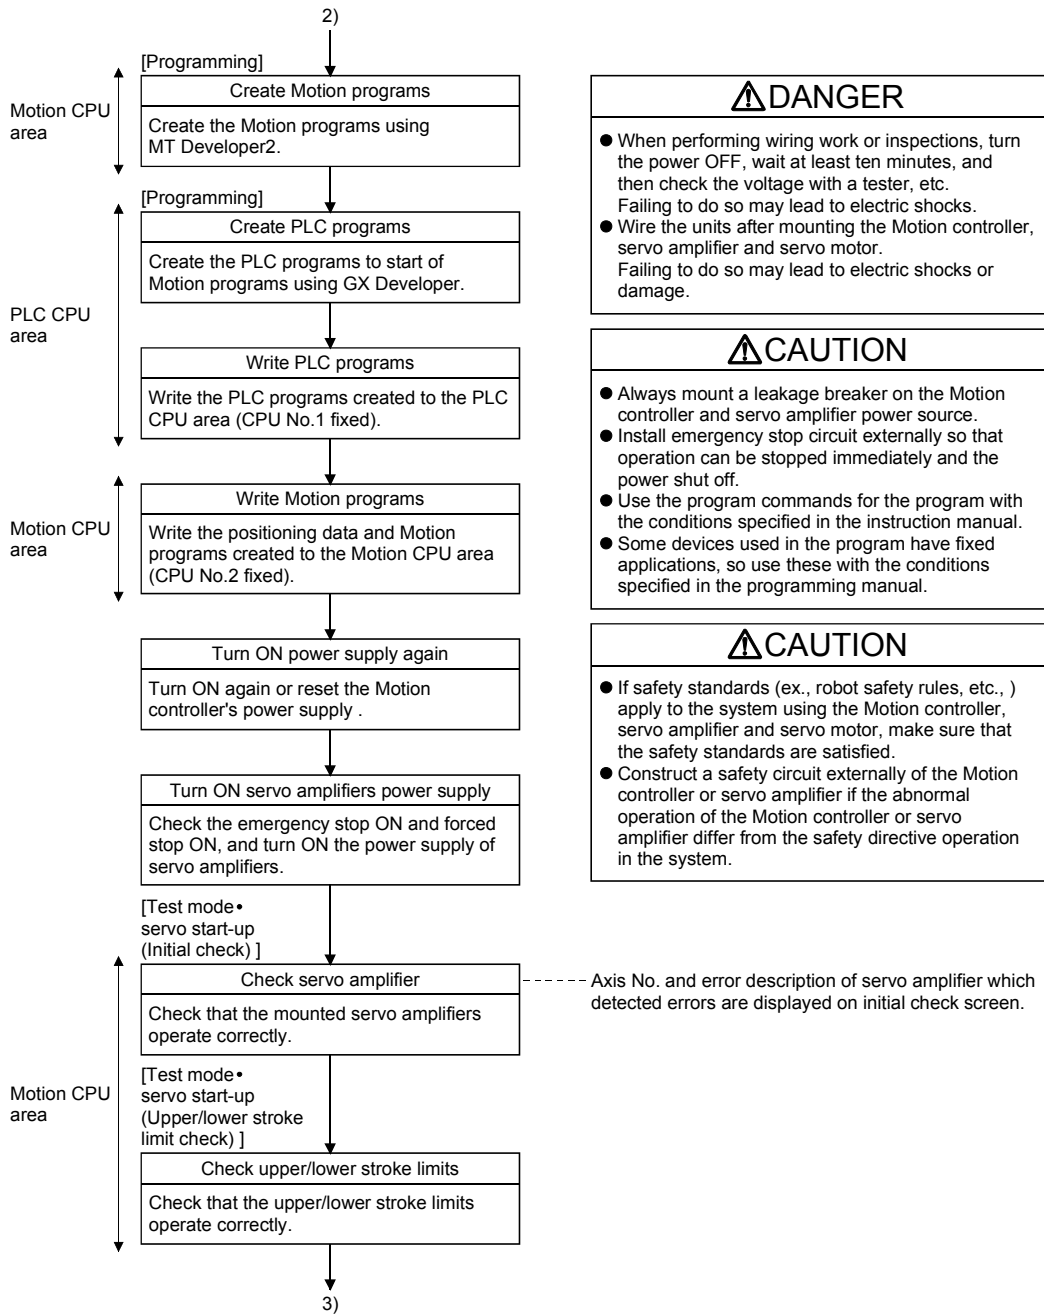 2)
[Programming]
Motion CPU
area
Create Motion programs
Create the Motion programs using
MT Developer2.
[Programming]
PLC CPU
area
Create PLC programs
Create the PLC programs to start of
Motion programs using GX Developer.
Write PLC programs
Write the PLC programs created to the PLC
CPU area (CPU No.1 fixed).
Motion CPU
area
Write Motion programs
Write the positioning data and Motion
programs created to the Motion CPU area
(CPU No.2 fixed).
Turn ON power supply again
Turn ON again or reset the Motion
controller's power supply .
Turn ON servo amplifiers power supply
Check the emergency stop ON and forced
stop ON, and turn ON the power supply of
servo amplifiers.
[Test mode•
servo start-up
(Initial check) ]
Motion CPU
area
Check servo amplifier
Check that the mounted servo amplifiers
operate correctly.
Axis No. and error description of servo amplifier which
detected errors are displayed on initial check screen.
[Test mode•
servo start-up
(Upper/lower stroke
limit check) ]
Check upper/lower stroke limits
Check that the upper/lower stroke limits
operate correctly.
3)
⚠DANGER
● When performing wiring work or inspections, turn
the power OFF, wait at least ten minutes, and
then check the voltage with a tester, etc.
Failing to do so may lead to electric shocks.
● Wire the units after mounting the Motion controller,
servo amplifier and servo motor.
Failing to do so may lead to electric shocks or
damage.
⚠CAUTION
● Always mount a leakage breaker on the Motion
controller and servo amplifier power source.
● Install emergency stop circuit externally so that
operation can be stopped immediately and the
power shut off.
● Use the program commands for the program with
the conditions specified in the instruction manual.
● Some devices used in the program have fixed
applications, so use these with the conditions
specified in the programming manual.
⚠CAUTION
● If safety standards (ex., robot safety rules, etc., )
apply to the system using the Motion controller,
servo amplifier and servo motor, make sure that
the safety standards are satisfied.
● Construct a safety circuit externally of the Motion
controller or servo amplifier if the abnormal
operation of the Motion controller or servo
amplifier differ from the safety directive operation
in the system.